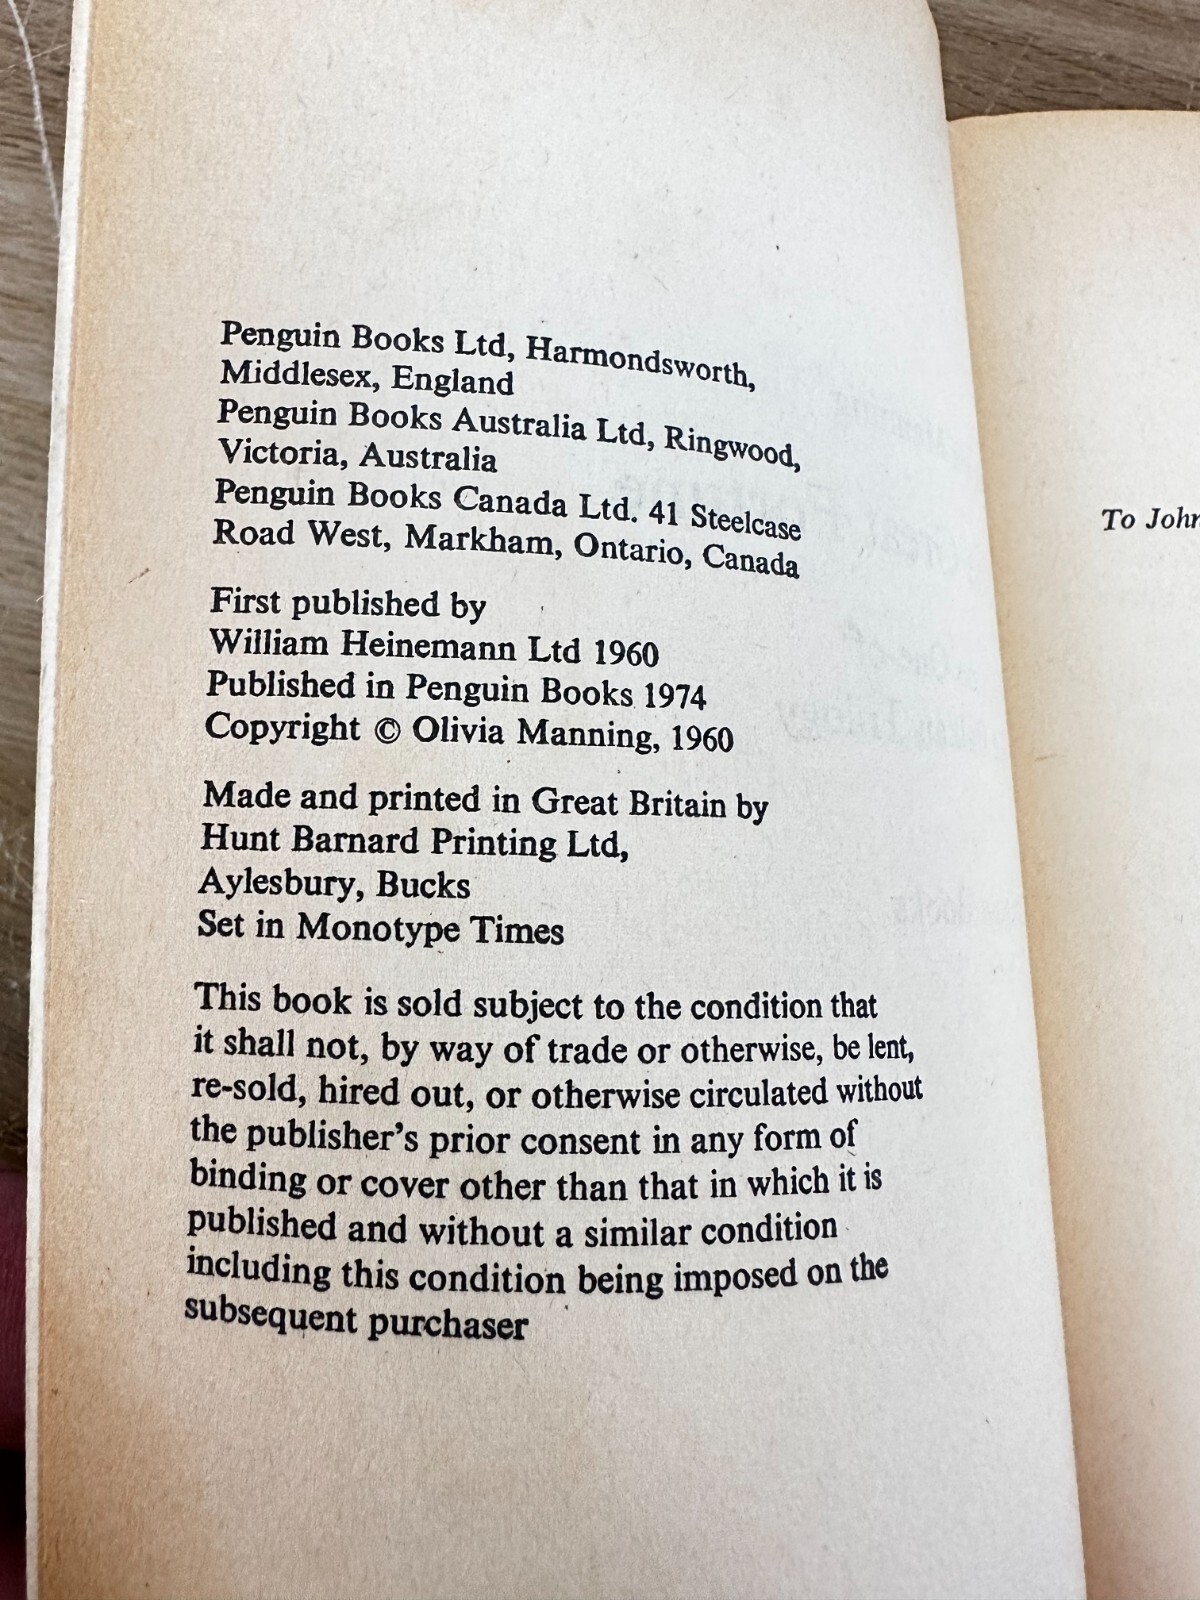 Penguin Books Ltd, Harmondsworth,
Middlesex, England
Penguin Books Australia Ltd, Ringwood,
Victoria, Australia
Penguin Books Canada Ltd. 41 Steelcase
Road West, Markham, Ontario, Canada
First published by
William Heinemann Ltd 1960
Published in Penguin Books 1974
Copyright © Olivia Manning, 1960
Made and printed in Great Britain by
Hunt Barnard Printing Ltd,
Aylesbury, Bucks
Set in Monotype Times
This book is sold subject to the condition that
it shall not, by way of trade or otherwise, be lent,
re-sold, hired out, or otherwise circulated without
the publisher's prior consent in any form of
binding or cover other than that in which it is
published and without a similar condition
including this condition being imposed on the
subsequent purchaser
To John